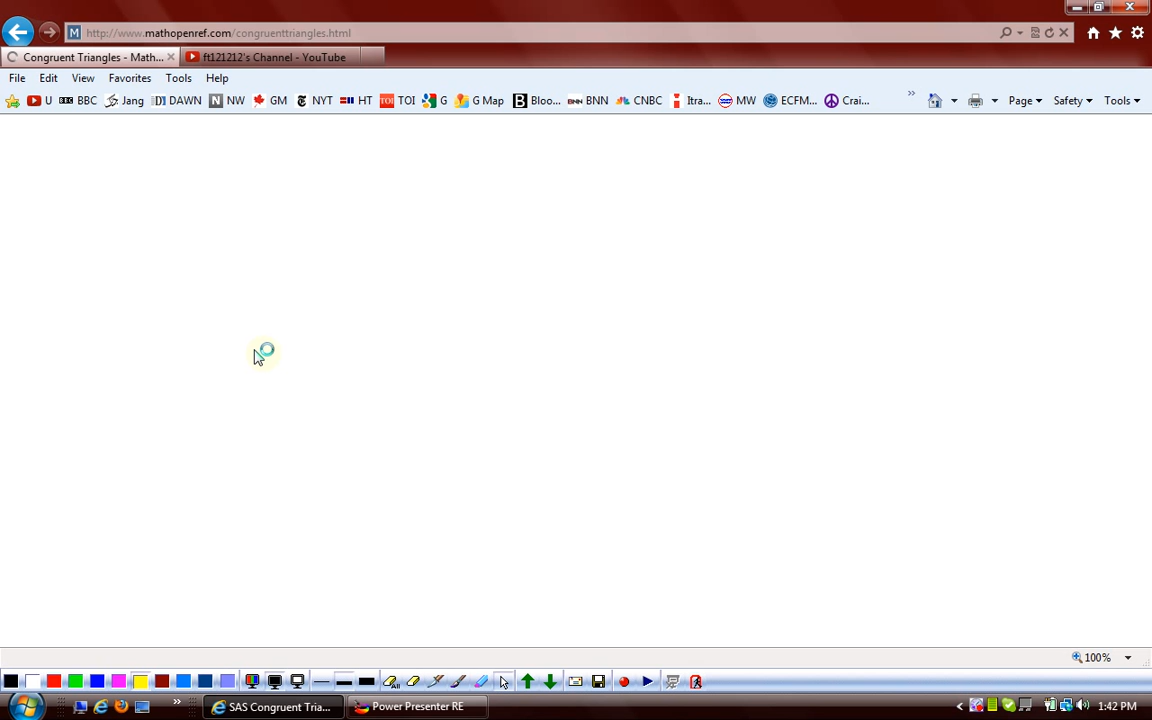 http://www.mathopenref.com/congruenttriangles.html
Congruent Triangles - Math...
ft121212's Channel - YouTube
File Edit View Favorites Tools Help
U BBC Jang DAWN NW GM NYT HT TOI G G Map Bloo... BNN CNBC Itra... MW ECFM... Crai... » Page Safety Tools
100%
SAS Congruent Tria... Power Presenter RE 1:42 PM